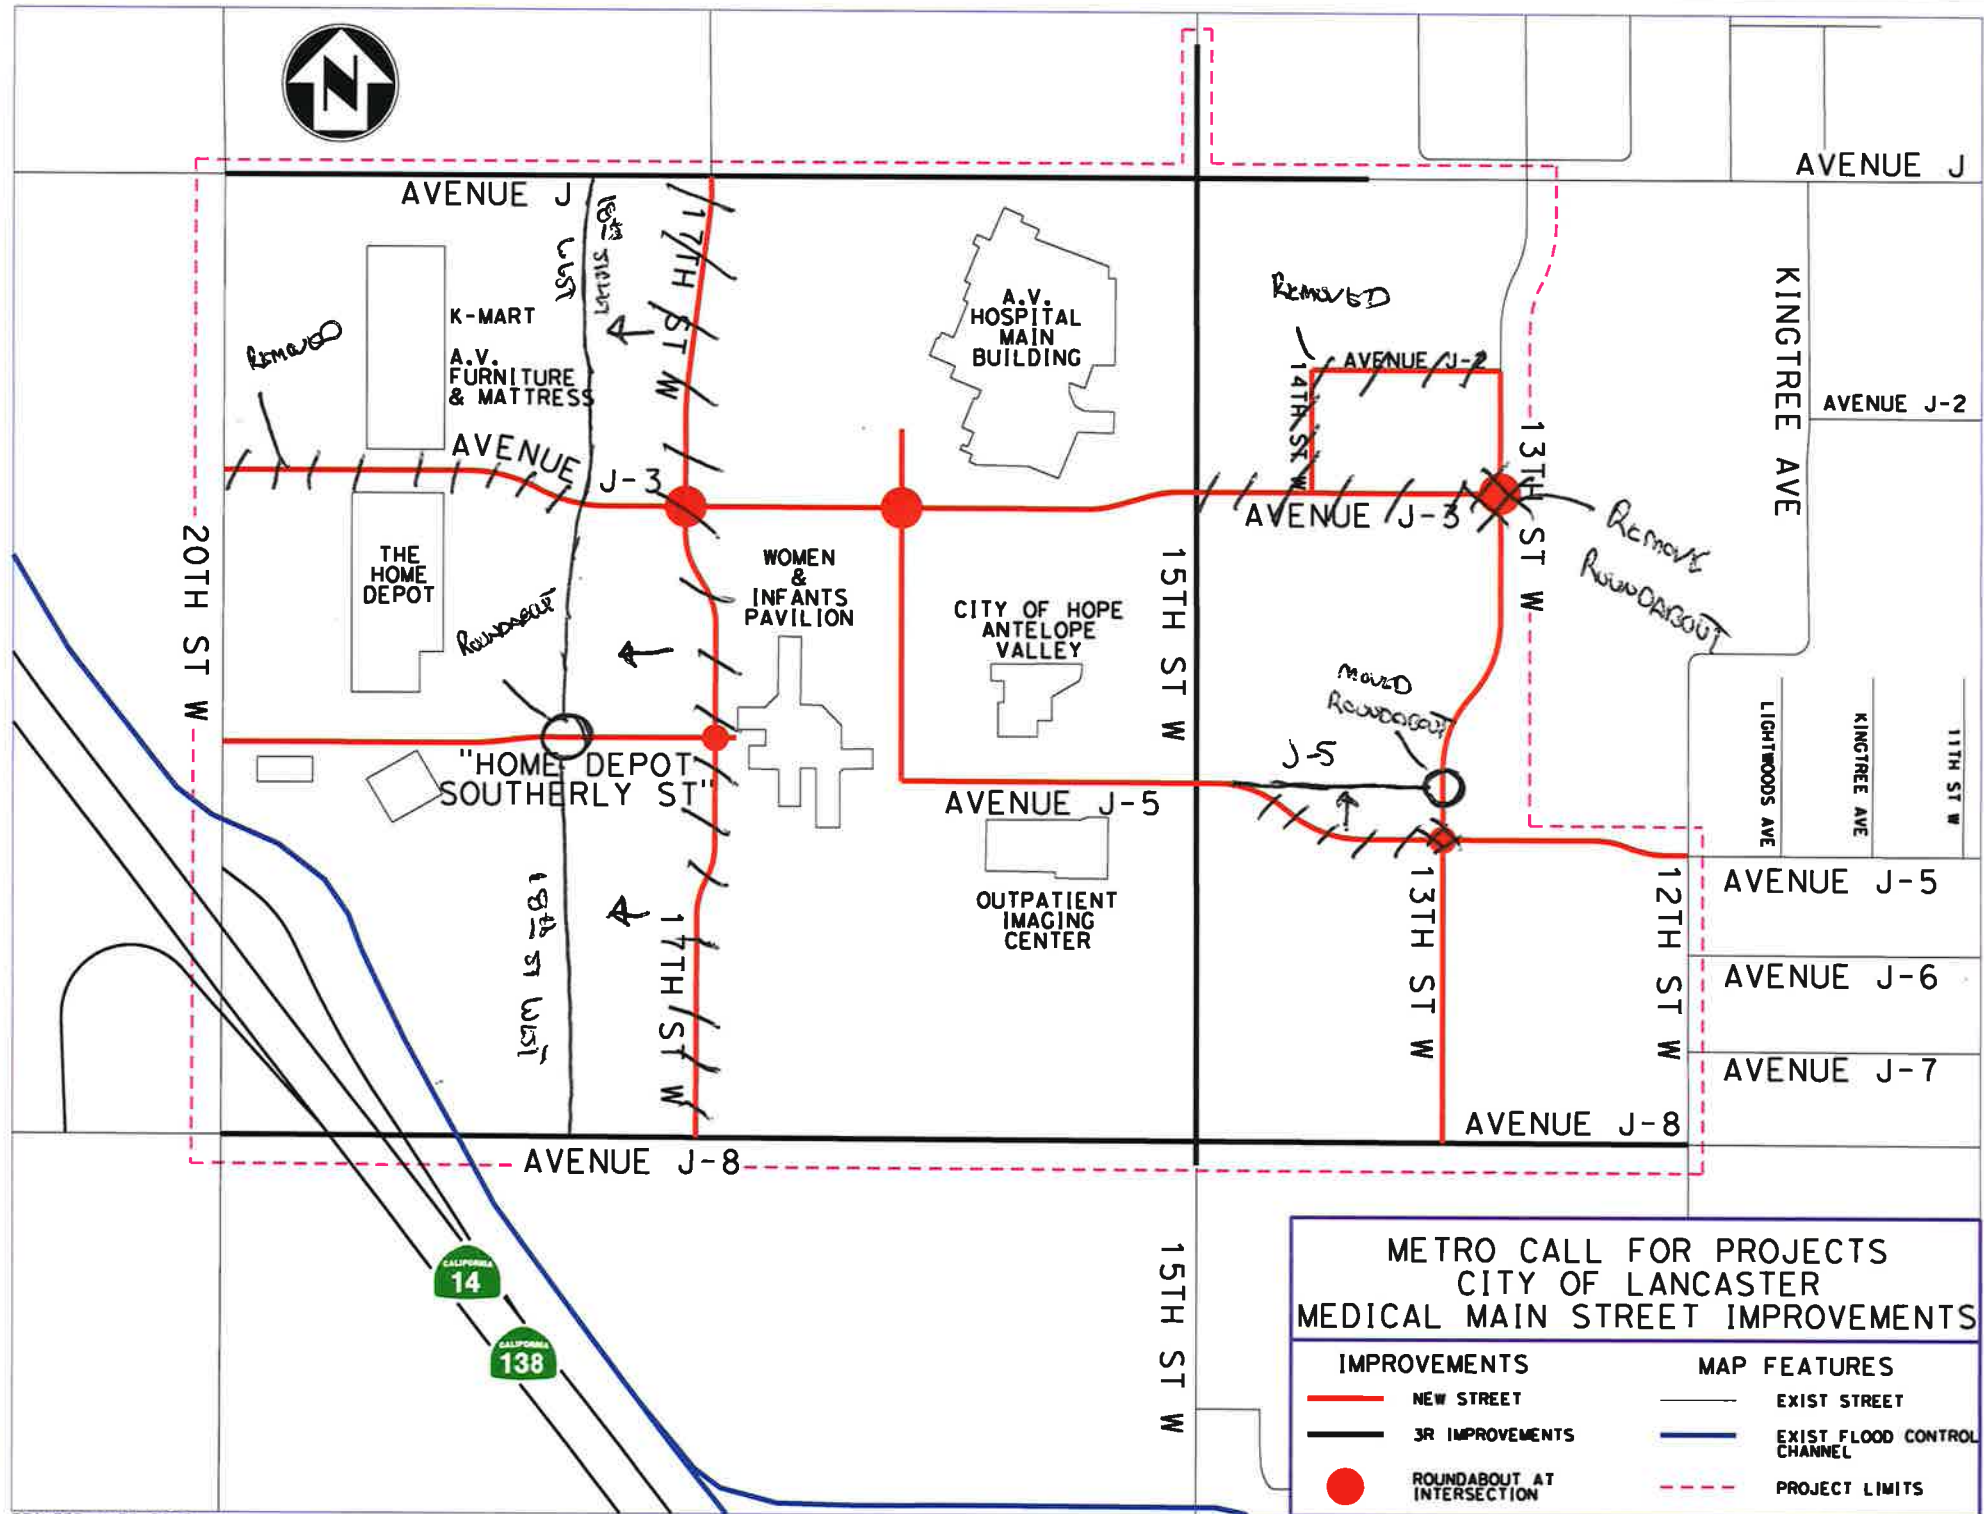 N
AVENUE J
AVENUE J
18th STREET
WEST
17TH ST W
K-MART
A.V.
FURNITURE
& MATTRESS
A.V.
HOSPITAL
MAIN
BUILDING
REMOVED
AVENUE J-2
14TH ST W
KINGTREE AVE
AVENUE J-2
REMOVED
AVENUE J-3
AVENUE J-3
13TH ST W
REMOVE
ROUNDABOUT
20TH ST W
THE
HOME
DEPOT
WOMEN
&
INFANTS
PAVILION
15TH ST W
CITY OF HOPE
ANTELOPE
VALLEY
ROUNDABOUT
MOVED
ROUNDABOUT
LIGHTWOODS AVE
KINGTREE AVE
11TH ST W
"HOME DEPOT
SOUTHERLY ST"
J-5
AVENUE J-5
OUTPATIENT
IMAGING
CENTER
18th ST WEST
17TH ST W
13TH ST W
12TH ST W
AVENUE J-5
AVENUE J-6
AVENUE J-7
AVENUE J-8
AVENUE J-8
CALIFORNIA
14
CALIFORNIA
138
15TH ST W
METRO CALL FOR PROJECTS
CITY OF LANCASTER
MEDICAL MAIN STREET IMPROVEMENTS
IMPROVEMENTS
NEW STREET
3R IMPROVEMENTS
ROUNDABOUT AT
INTERSECTION
MAP FEATURES
EXIST STREET
EXIST FLOOD CONTROL
CHANNEL
PROJECT LIMITS